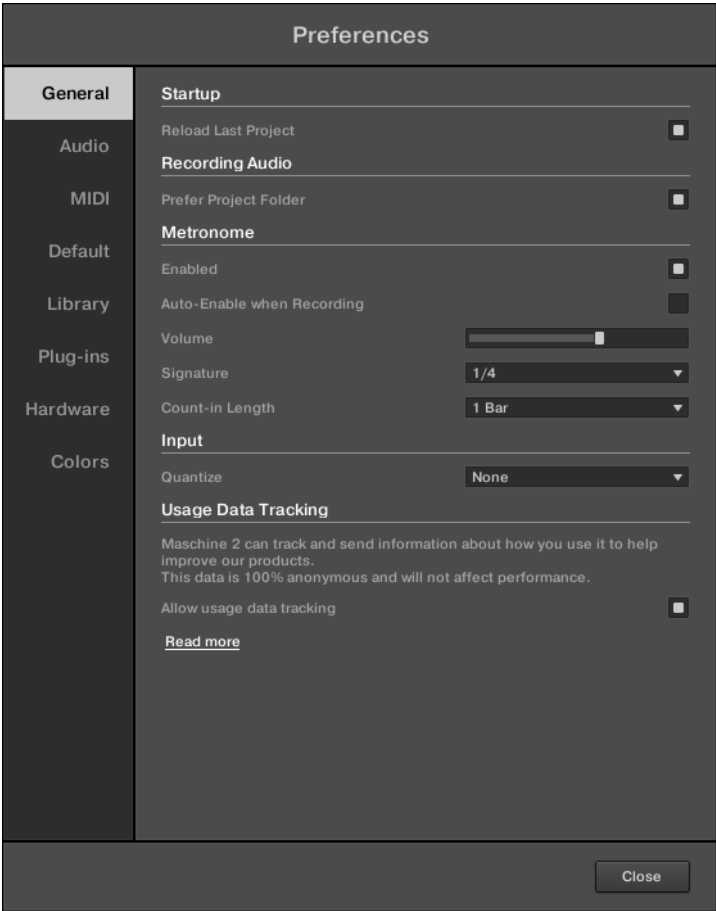 Preferences
General
Audio
MIDI
Default
Library
Plug-ins
Hardware
Colors
Startup
Reload Last Project
Recording Audio
Prefer Project Folder
Metronome
Enabled
Auto-Enable when Recording
Volume
Signature 1/4
Count-in Length 1 Bar
Input
Quantize None
Usage Data Tracking
Maschine 2 can track and send information about how you use it to help
improve our products.
This data is 100% anonymous and will not affect performance.
Allow usage data tracking
Read more
Close